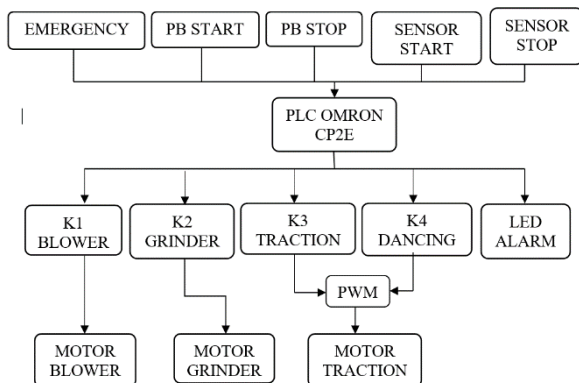 EMERGENCY
PB START
PB STOP
SENSOR
START
SENSOR
STOP
PLC OMRON
CP2E
K1
BLOWER
K2
GRINDER
K3
TRACTION
K4
DANCING
LED
ALARM
PWM
MOTOR
BLOWER
MOTOR
GRINDER
MOTOR
TRACTION